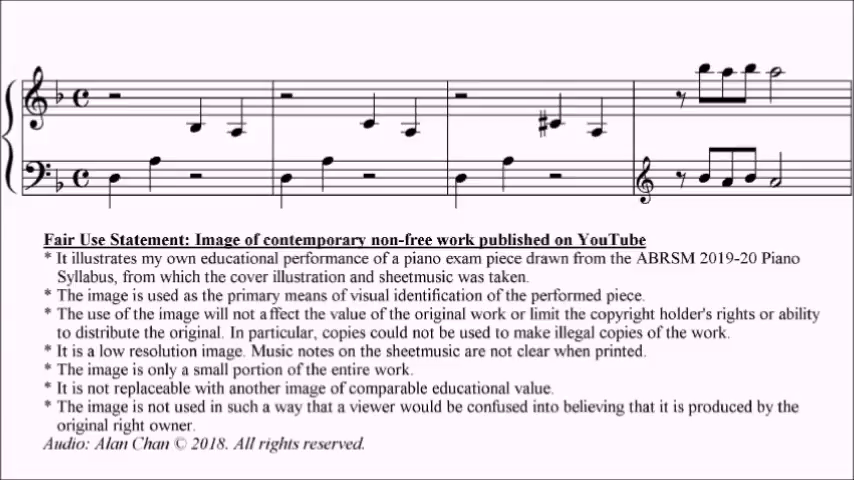 Fair Use Statement: Image of contemporary non-free work published on YouTube
* It illustrates my own educational performance of a piano exam piece drawn from the ABRSM 2019-20 Piano
Syllabus, from which the cover illustration and sheetmusic was taken.
* The image is used as the primary means of visual identification of the performed piece.
* The use of the image will not affect the value of the original work or limit the copyright holder's rights or ability
to distribute the original. In particular, copies could not be used to make illegal copies of the work.
* It is a low resolution image. Music notes on the sheetmusic are not clear when printed.
* The image is only a small portion of the entire work.
* It is not replaceable with another image of comparable educational value.
* The image is not used in such a way that a viewer would be confused into believing that it is produced by the
original right owner.
Audio: Alan Chan © 2018. All rights reserved.